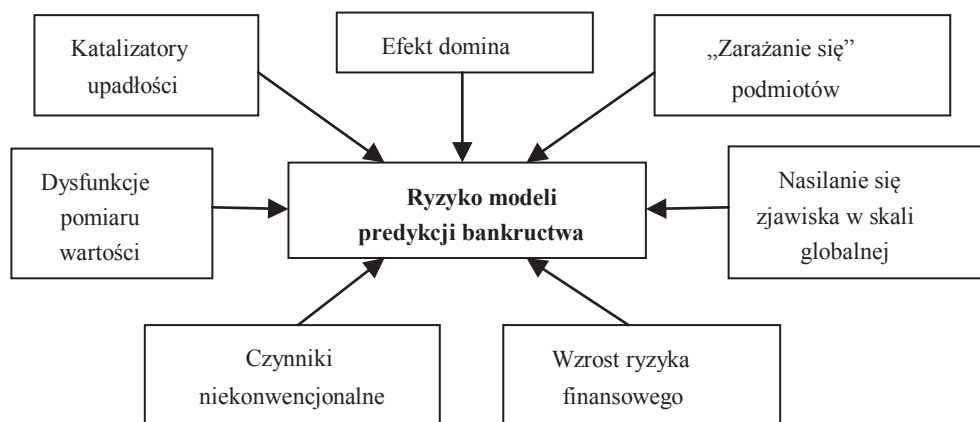 Katalizatory
upadłości
Efekt domina
„Zarażanie się”
podmiotów
Dysfunkcje
pomiaru
wartości
Ryzyko modeli
predykcji bankructwa
Nasilanie się
zjawiska w skali
globalnej
Czynniki
niekonwencjonalne
Wzrost ryzyka
finansowego